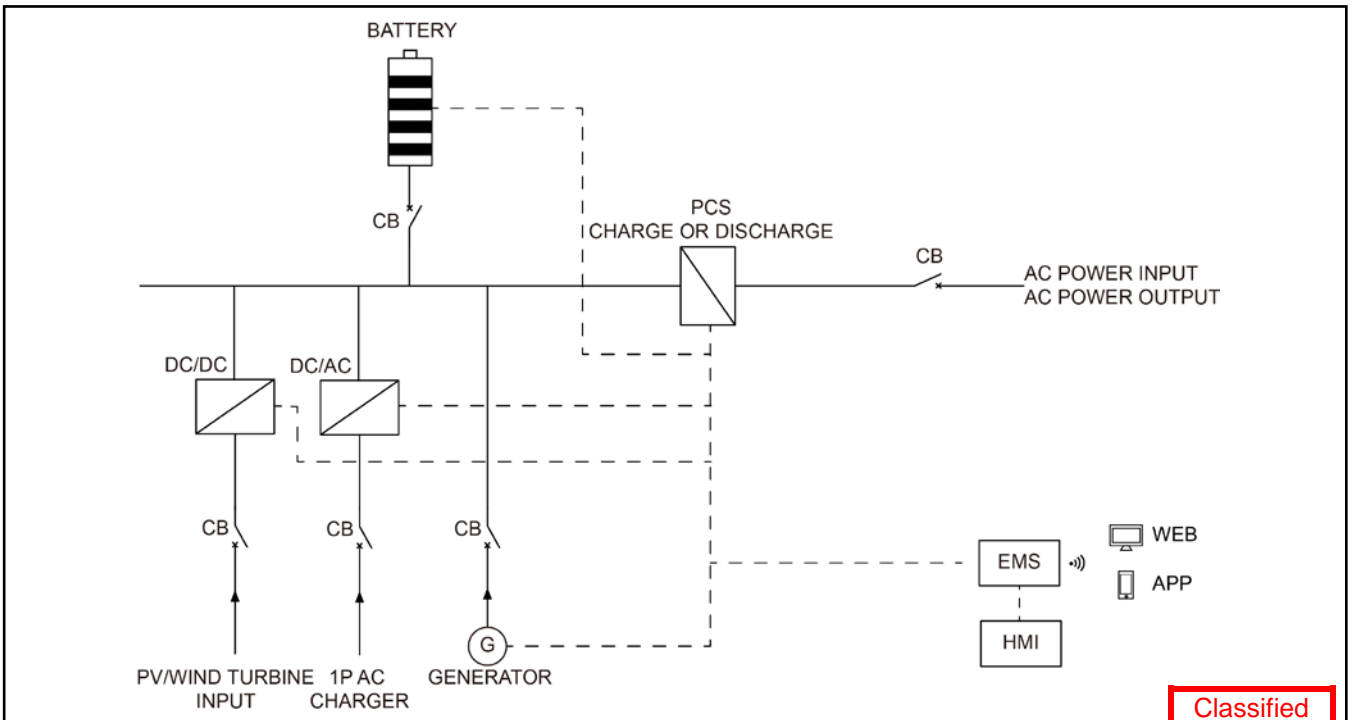 BATTERY
CB
PCS
CHARGE OR DISCHARGE
CB
AC POWER INPUT
AC POWER OUTPUT
DC/DC
DC/AC
CB
CB
CB
EMS
WEB
APP
HMI
G
PV/WIND TURBINE
INPUT
1P AC
CHARGER
GENERATOR
Classified